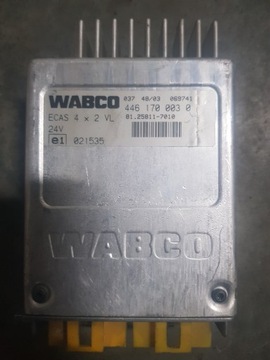 WABCO 037 48/03 069741
446 170 003 0
ECAS 4 x 2 VL 81.25811-7010
24V
e1 021535
WABCO